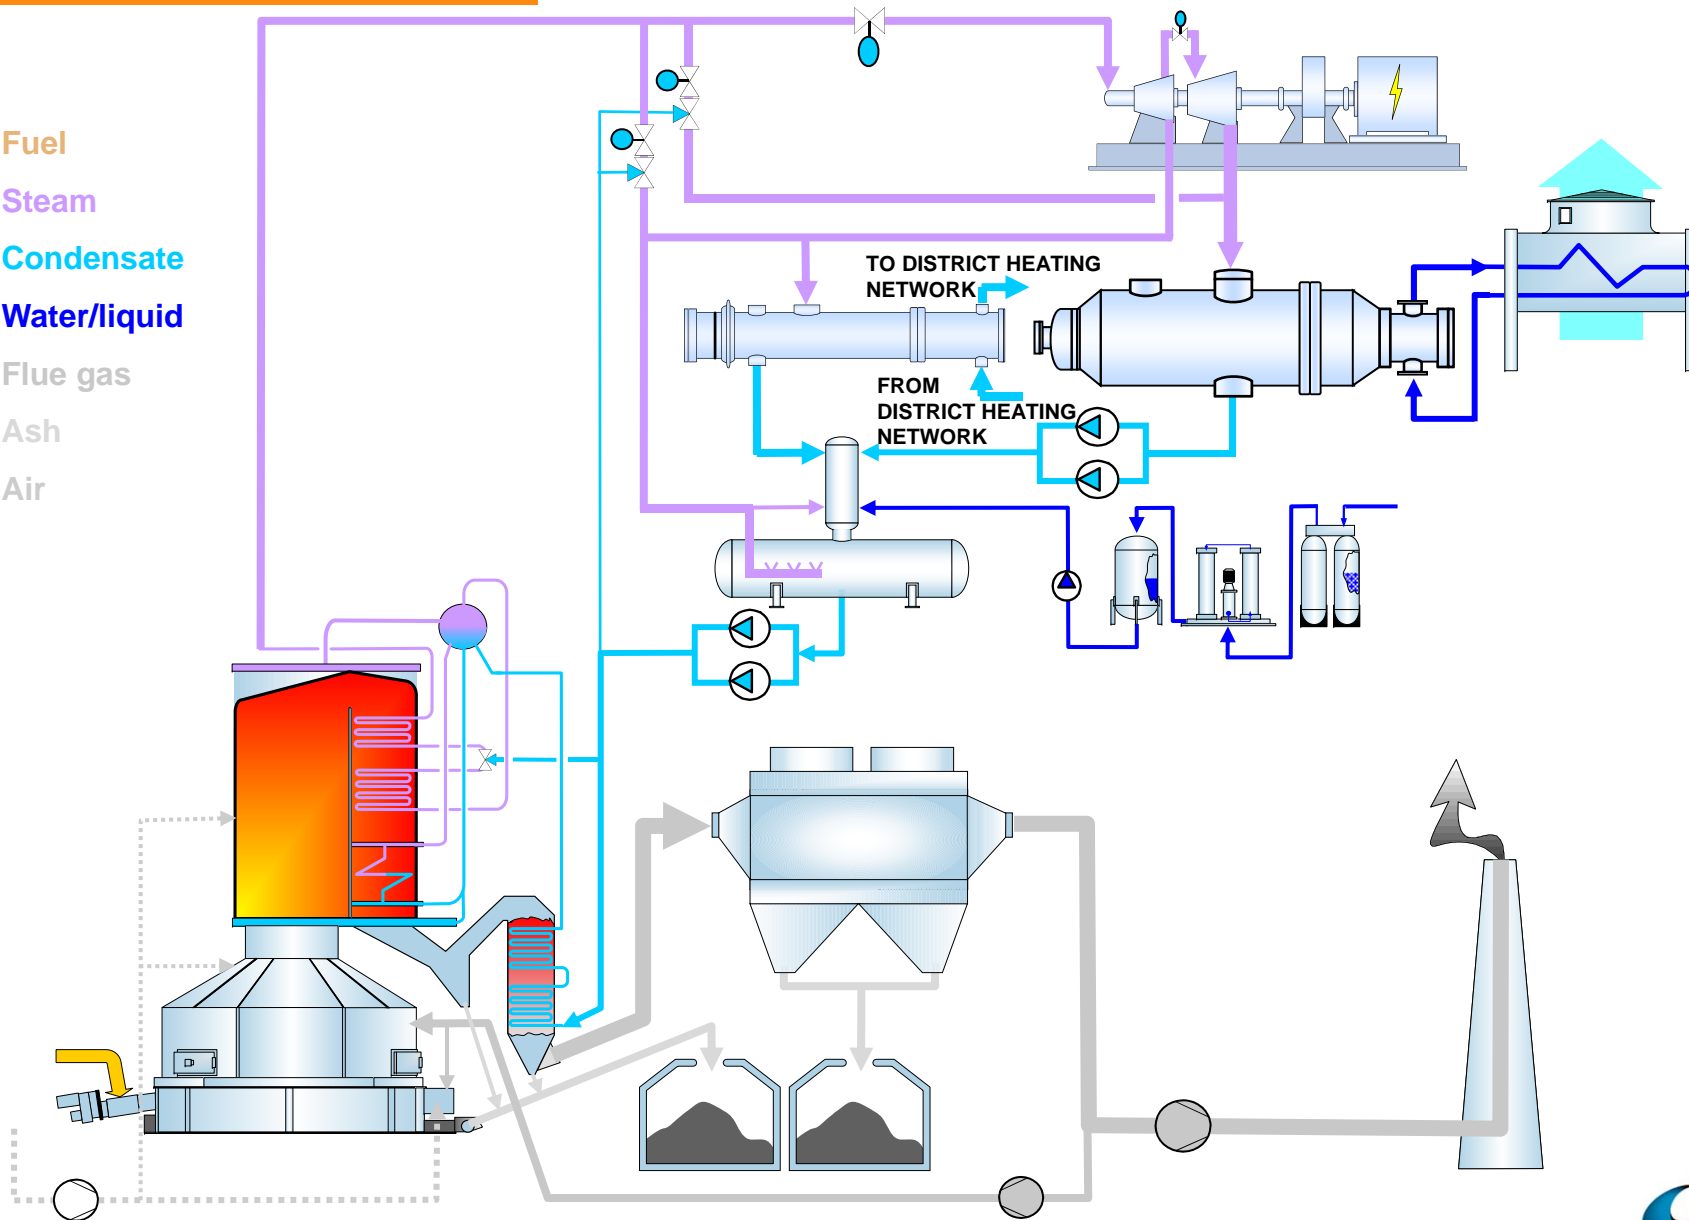 Fuel
Steam
Condensate
Water/liquid
Flue gas
Ash
Air
TO DISTRICT HEATING
NETWORK
FROM
DISTRICT HEATING
NETWORK